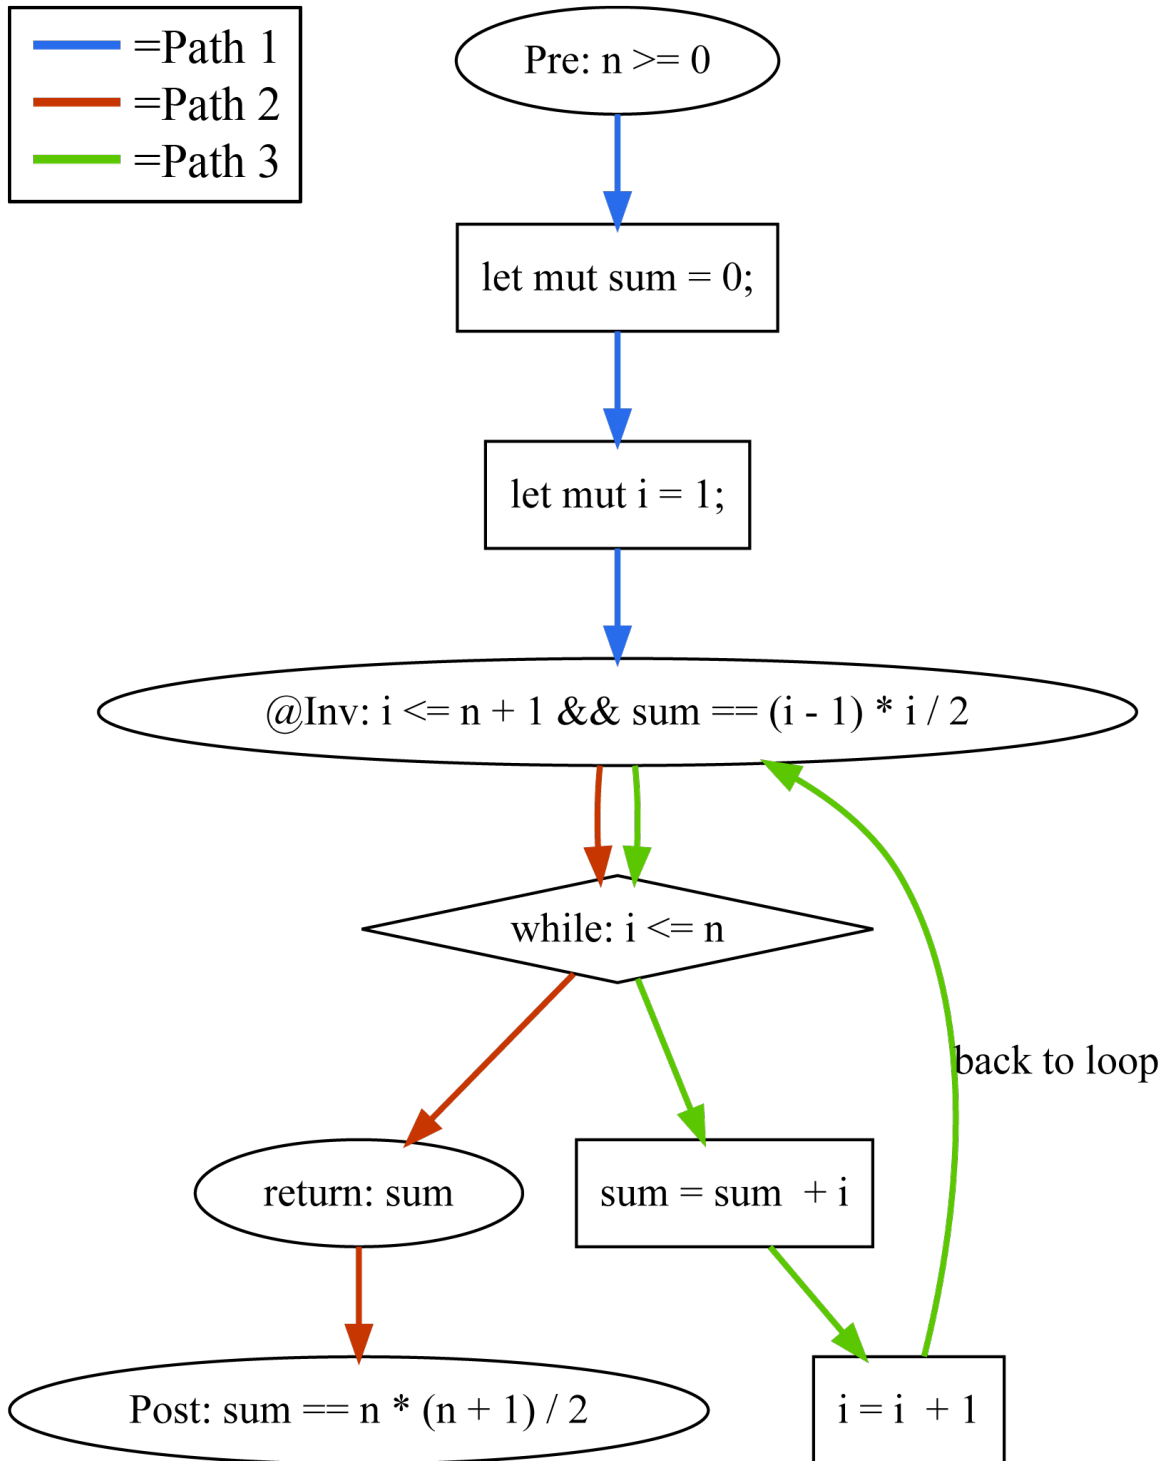 =Path 1
=Path 2
=Path 3
Pre: n >= 0
let mut sum = 0;
let mut i = 1;
@Inv: i <= n + 1 && sum == (i - 1) * i / 2
while: i <= n
back to loop
return: sum
sum = sum  + i
Post: sum == n * (n + 1) / 2
i = i  + 1